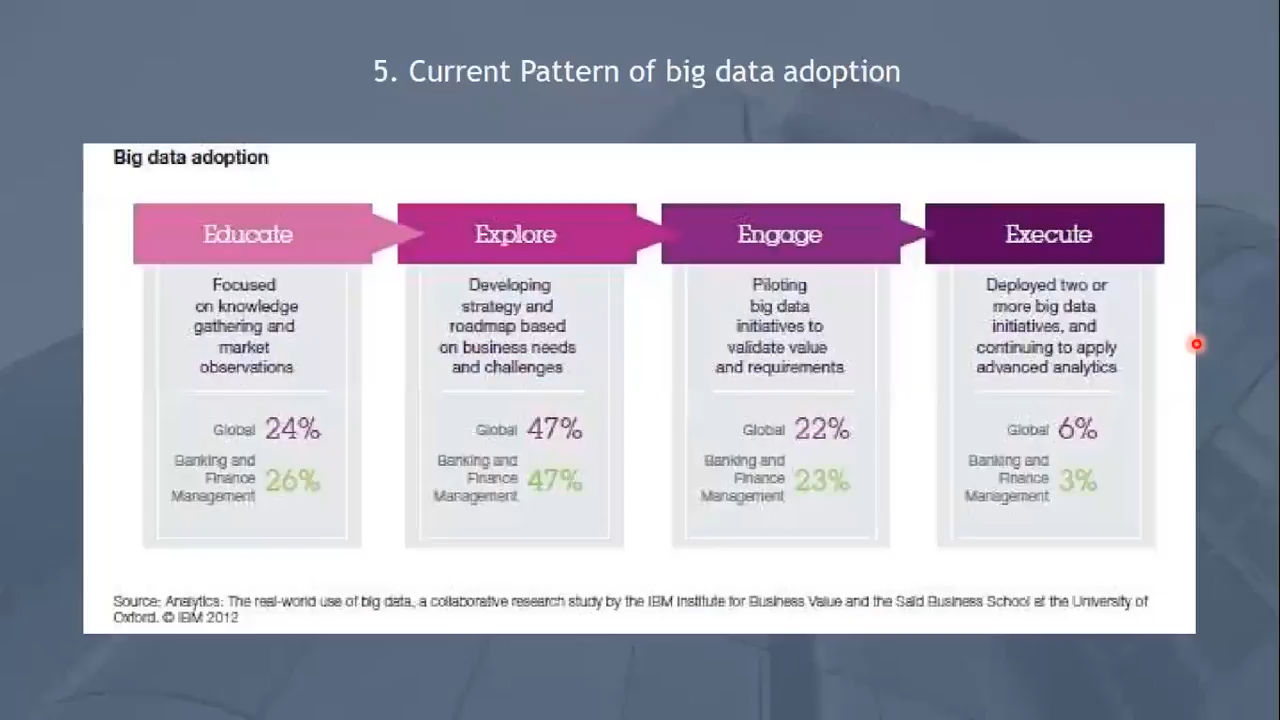 5. Current Pattern of big data adoption
Big data adoption
Educate
Focused
on knowledge
gathering and
market
observations
Global 24%
Banking and
Finance
Management 26%
Explore
Developing
strategy and
roadmap based
on business needs
and challenges
Global 47%
Banking and
Finance
Management 47%
Engage
Piloting
big data
initiatives to
validate value
and requirements
Global 22%
Banking and
Finance
Management 23%
Execute
Deployed two or
more big data
initiatives, and
continuing to apply
advanced analytics
Global 6%
Banking and
Finance
Management 3%
Source: Analytics: The real-world use of big data, a collaborative research study by the IBM Institute for Business Value and the Saïd Business School at the University of
Oxford. © IBM 2012